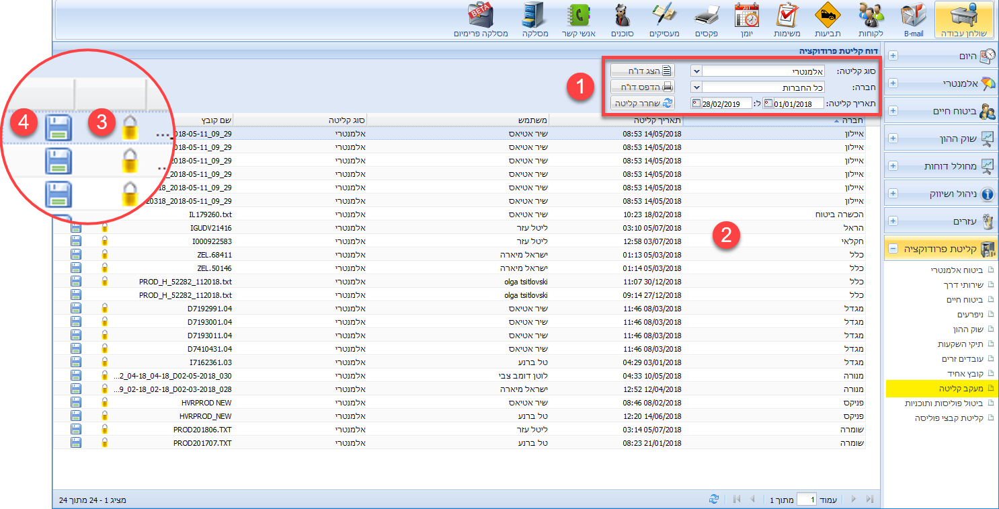 שולחן עבודה B-mail לקוחות תביעות משימות יומן פקסים מעסיקים סוכנים אנשי קשר מסלקה מסלקה פרימיום
BETA
JULY
היום
אלמנטרי
ביטוח חיים
שוק ההון
מחולל דוחות
ניהול ושיווק
עזרים
קליטת פרודוקציה
ביטוח אלמנטרי
שירותי דרך
ביטוח חיים
ניפרעים
שוק ההון
תיקי השקעות
עובדים זרים
קובץ אחיד
מעקב קליטה
ביטול פוליסות ותוכניות
קליטת קבצי פוליסה
דוח קליטת פרודוקציה
סוג קליטה: אלמנטרי הצג דו"ח
חברה: כל החברות הדפס דו"ח
תאריך קליטה: 01/01/2018 ל: 28/02/2019 שחרר קליטה
1
2
3
4
חברה תאריך קליטה משתמש סוג קליטה שם קובץ
איילון 14/05/2018 08:53 שיר אטיאס אלמנטרי 018-05-11_09_29
איילון 14/05/2018 08:53 שיר אטיאס אלמנטרי 2018-05-11_09_29
איילון 14/05/2018 08:53 שיר אטיאס אלמנטרי 2018-05-11_09_29
איילון 14/05/2018 08:53 שיר אטיאס אלמנטרי _2018-05-11_09_29
איילון 14/05/2018 08:53 שיר אטיאס אלמנטרי 18_2018-05-11_09_29
איילון 14/05/2018 08:53 שיר אטיאס אלמנטרי 20318_2018-05-11_09_29
הכשרה ביטוח 18/02/2018 10:23 שיר אטיאס אלמנטרי IL179260.txt
הראל 05/07/2018 03:10 ליטל עזר אלמנטרי IGUDV21416
חקלאי 03/07/2018 12:58 ליטל עזר אלמנטרי I000922583
כלל 05/03/2018 01:13 ישראל מיארה אלמנטרי ZEL.68411
כלל 05/03/2018 01:14 ישראל מיארה אלמנטרי ZEL.50146
כלל 30/12/2018 11:07 olga tsitlovski אלמנטרי PROD_H_52282_112018.txt
כלל 27/12/2018 09:14 olga tsitlovski אלמנטרי PROD_H_52282_112018.txt
מגדל 08/03/2018 11:46 שיר אטיאס אלמנטרי D7192991.04
מגדל 08/03/2018 11:46 שיר אטיאס אלמנטרי D7193001.04
מגדל 08/03/2018 11:46 שיר אטיאס אלמנטרי D7193011.04
מגדל 08/03/2018 11:46 שיר אטיאס אלמנטרי D7410431.04
מגדל 03/01/2018 04:29 טל ברנע אלמנטרי I7162361.03
מנורה 10/05/2018 04:33 לוטן דומב צבי אלמנטרי 2_04-18_04-18_D02-05-2018_030...
מנורה 12/04/2018 12:52 ישראל מיארה אלמנטרי 9_02-18_02-18_D02-03-2018_028...
פניקס 08/02/2018 08:46 שיר אטיאס אלמנטרי HVRPROD NEW
פניקס 14/06/2018 12:20 טל ברנע אלמנטרי HVRPROD_NEW
שומרה 05/07/2018 03:14 ליטל עזר אלמנטרי PROD201806.TXT
שומרה 21/01/2018 08:23 טל ברנע אלמנטרי PROD201707.TXT
עמוד 1 מתוך 1
מציג 1 - 24 מתוך 24